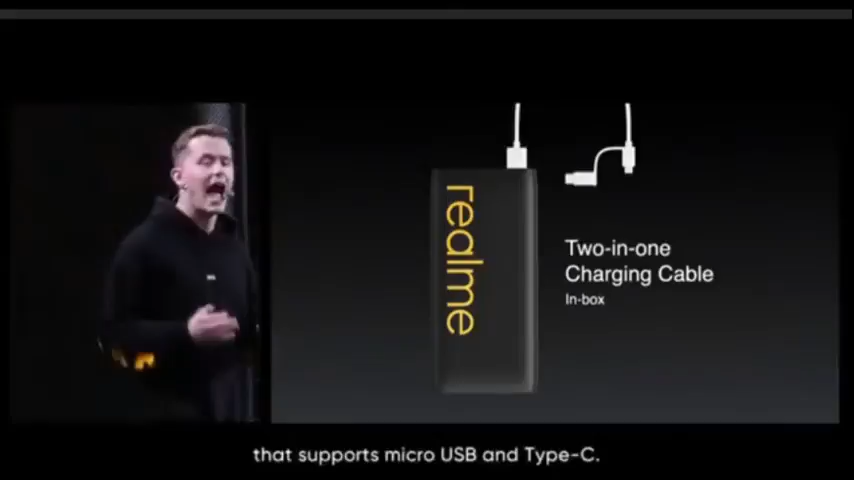 realme
Two-in-one
Charging Cable
In-box
that supports micro USB and Type-C.